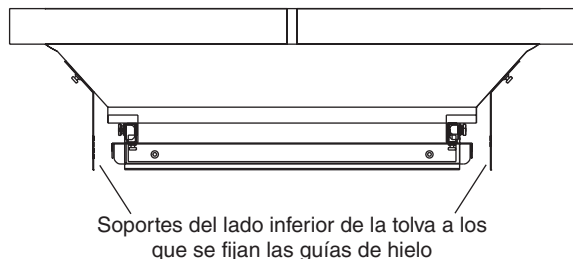 Soportes del lado inferior de la tolva a los
que se fijan las guías de hielo